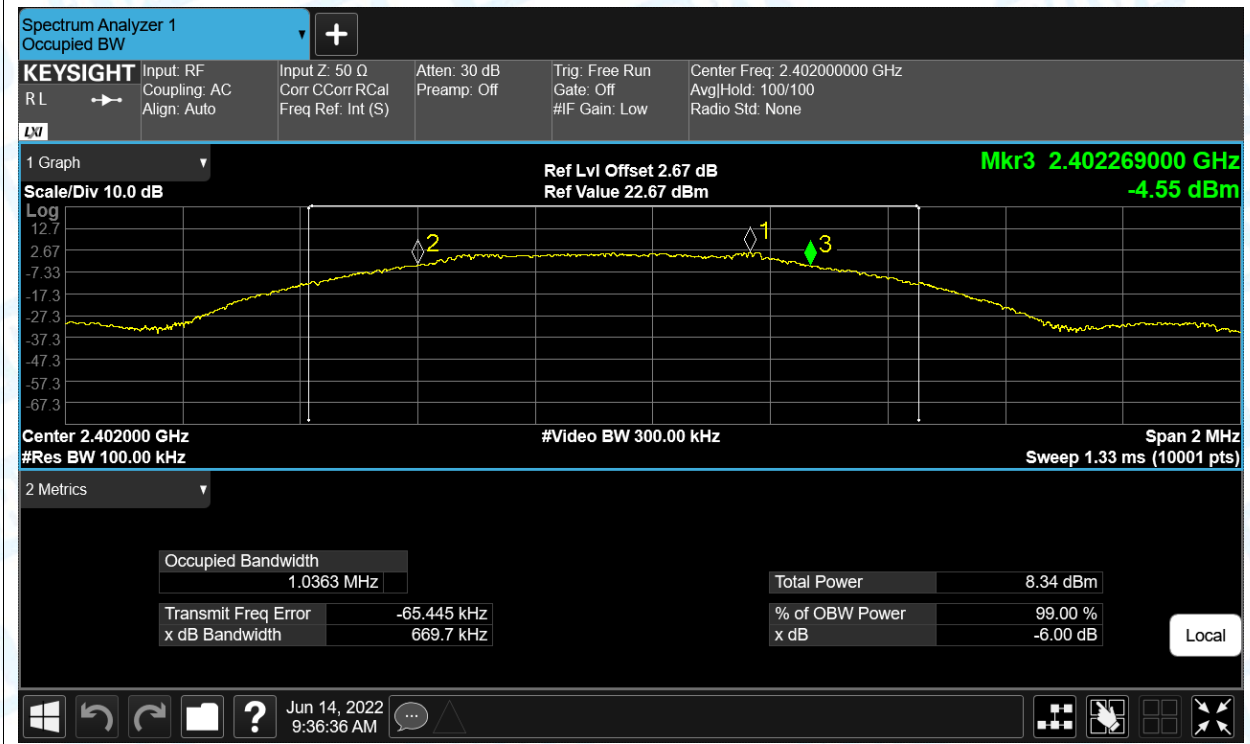 Spectrum Analyzer 1
Occupied BW
▼
+
KEYSIGHT
R L
LXI
Input: RF
Coupling: AC
Align: Auto
Input Z: 50 Ω
Corr CCorr RCal
Freq Ref: Int (S)
Atten: 30 dB
Preamp: Off
Trig: Free Run
Gate: Off
#IF Gain: Low
Center Freq: 2.402000000 GHz
Avg|Hold: 100/100
Radio Std: None
1 Graph ▼
Scale/Div 10.0 dB
Ref Lvl Offset 2.67 dB
Ref Value 22.67 dBm
Mkr3 2.402269000 GHz
-4.55 dBm
Log
12.7
2.67
-7.33
-17.3
-27.3
-37.3
-47.3
-57.3
-67.3
2
1
3
Center 2.402000 GHz
#Res BW 100.00 kHz
#Video BW 300.00 kHz
Span 2 MHz
Sweep 1.33 ms (10001 pts)
2 Metrics ▼
Occupied Bandwidth
1.0363 MHz
Transmit Freq Error -65.445 kHz
x dB Bandwidth 669.7 kHz
Total Power 8.34 dBm
% of OBW Power 99.00 %
x dB -6.00 dB
Local
?
Jun 14, 2022
9:36:36 AM